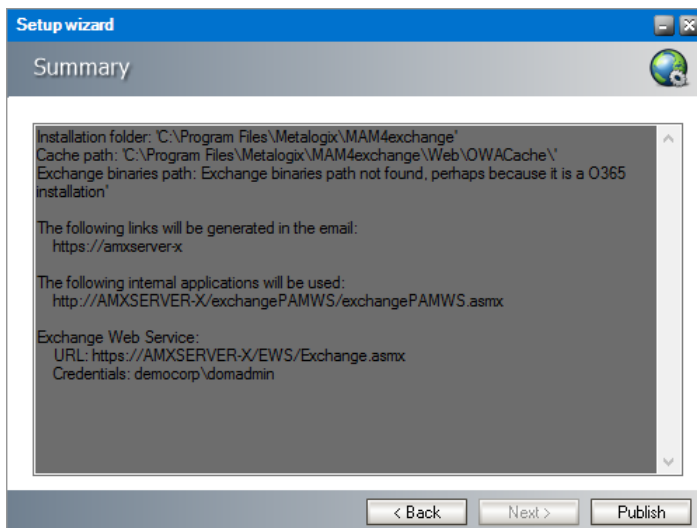 Setup wizard
Summary
Installation folder: 'C:\Program Files\Metalogix\MAM4exchange'
Cache path: 'C:\Program Files\Metalogix\MAM4exchange\Web\OWACache\'
Exchange binaries path: Exchange binaries path not found, perhaps because it is a O365
installation'
The following links will be generated in the email:
https://amxserver-x
The following internal applications will be used:
http://AMXSERVER-X/exchangePAMWS/exchangePAMWS.asmx
Exchange Web Service:
URL: https://AMXSERVER-X/EWS/Exchange.asmx
Credentials: democorp\domadmin
< Back Next > Publish